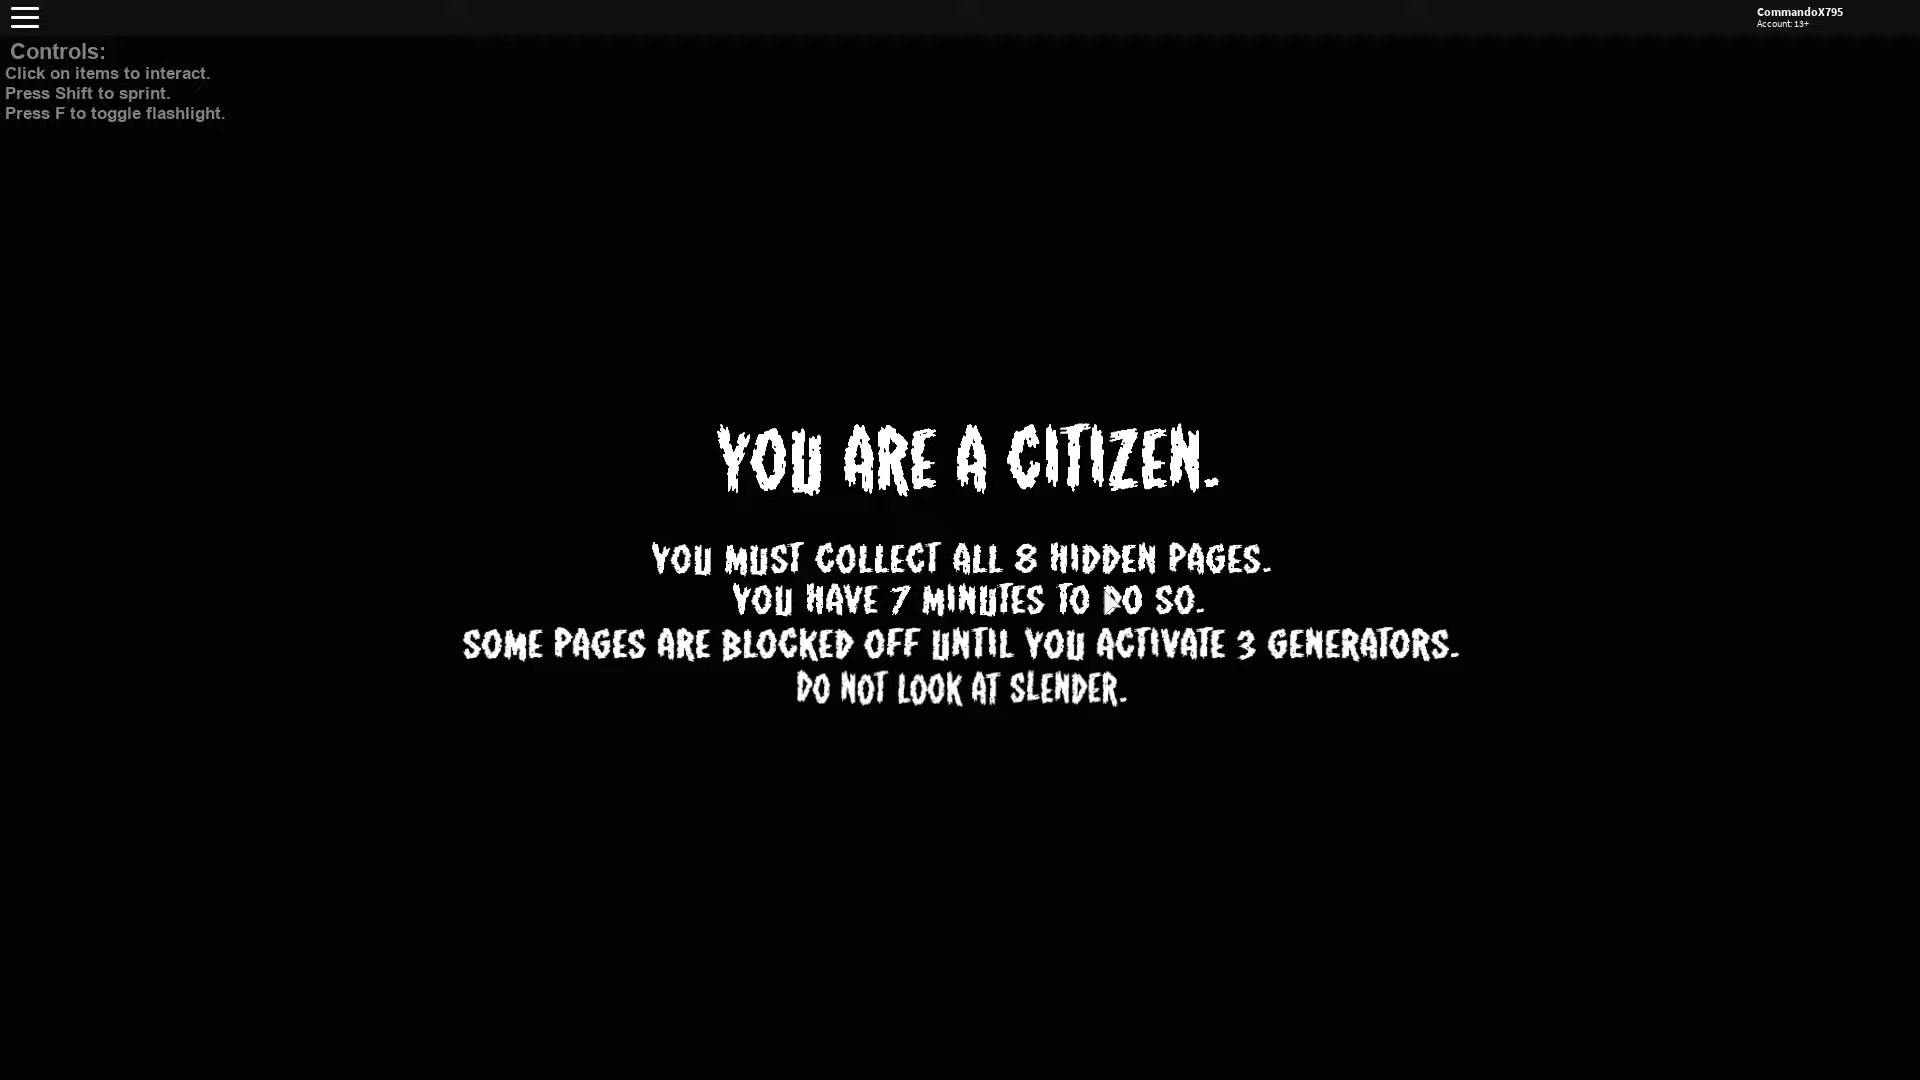 CommandoX795
Account: 13+
Controls:
Click on items to interact.
Press Shift to sprint.
Press F to toggle flashlight.
YOU ARE A CITIZEN.
YOU MUST COLLECT ALL 8 HIDDEN PAGES.
YOU HAVE 7 MINUTES TO DO SO.
SOME PAGES ARE BLOCKED OFF UNTIL YOU ACTIVATE 3 GENERATORS.
DO NOT LOOK AT SLENDER.